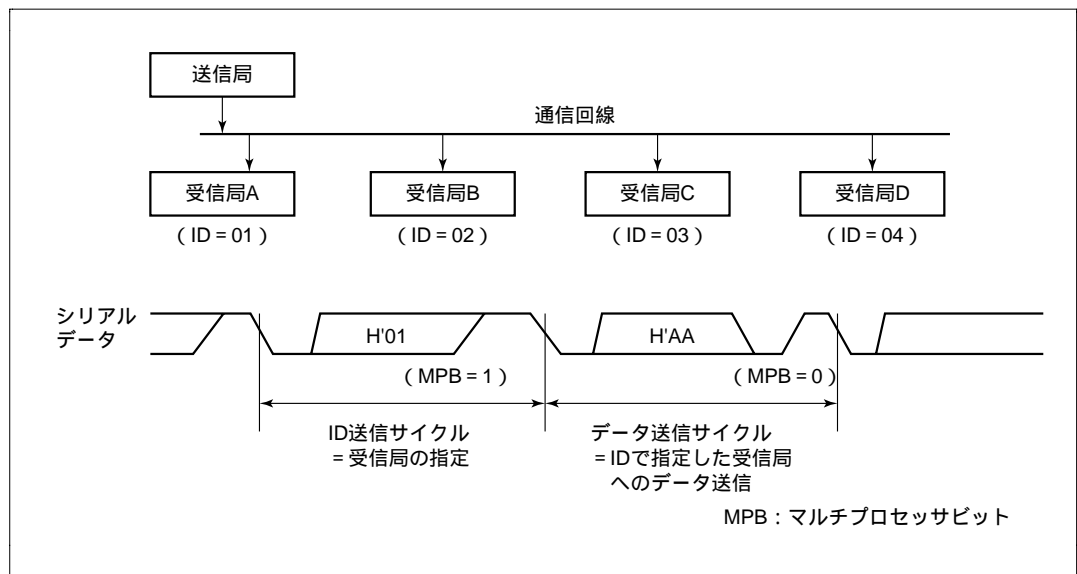 送信局
通信回線
受信局A 受信局B 受信局C 受信局D
(ID = 01) (ID = 02) (ID = 03) (ID = 04)
シリアル
データ
H'01 H'AA
(MPB = 1) (MPB = 0)
ID送信サイクル
= 受信局の指定
データ送信サイクル
= IDで指定した受信局
へのデータ送信
MPB：マルチプロセッサビット